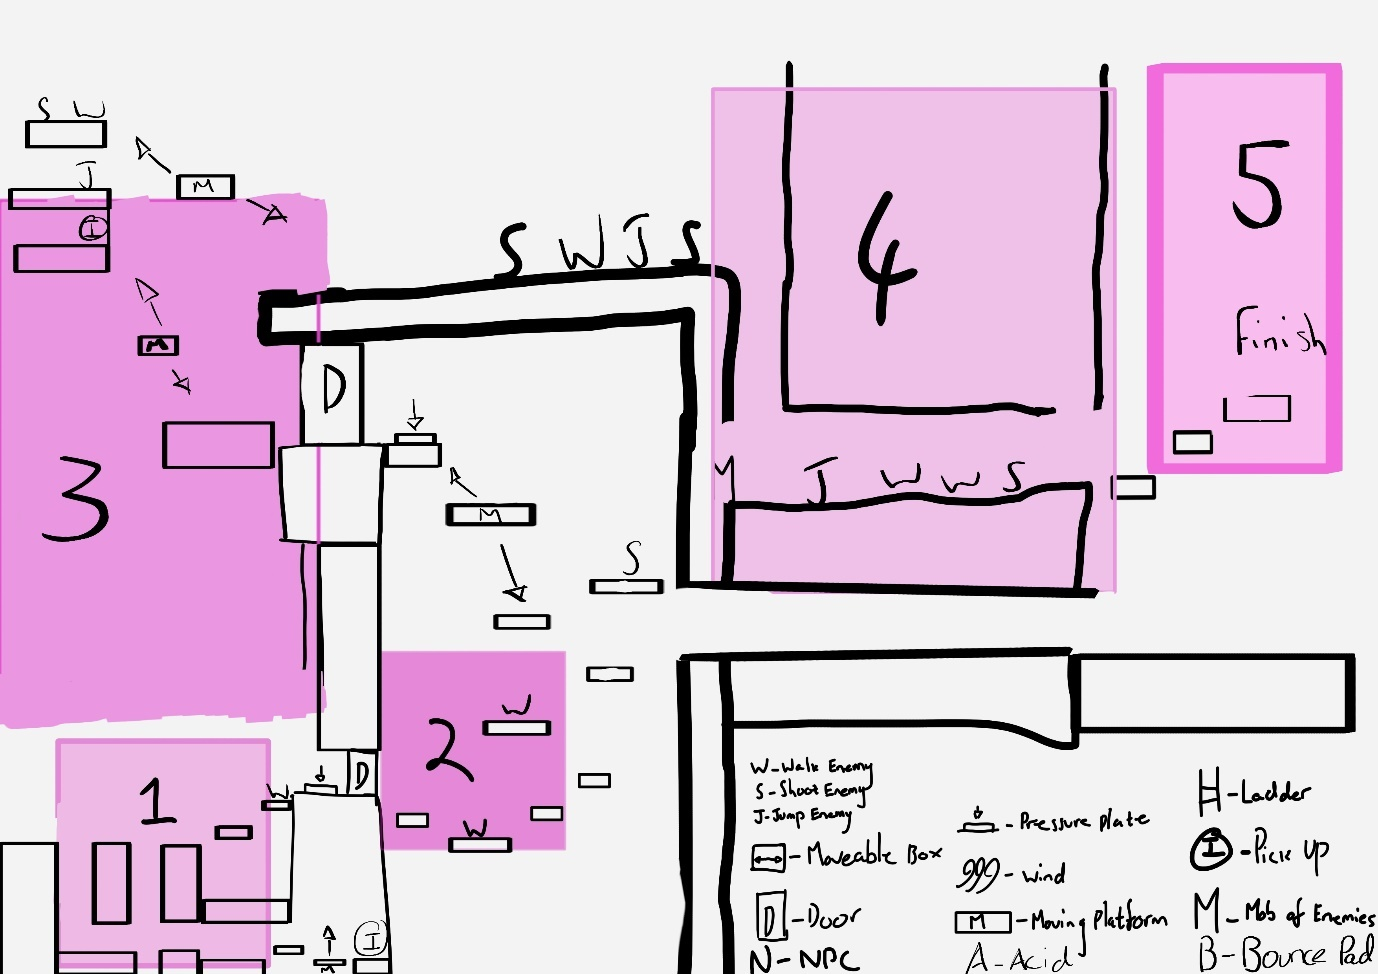 S W
J
M
I
M
3
D
S W J S
M
S
4
M J W W S
5
Finish
1
W
D
2
W
W
M
I
W-Walk Enemy
S-Shoot Enemy
J-Jump Enemy
-Moveable Box
D-Door
N-NPC
-Pressure plate
-wind
M-Moving Platform
A-Acid
-Ladder
I-Pick up
M-Mob of Enemies
B-Bounce Pad